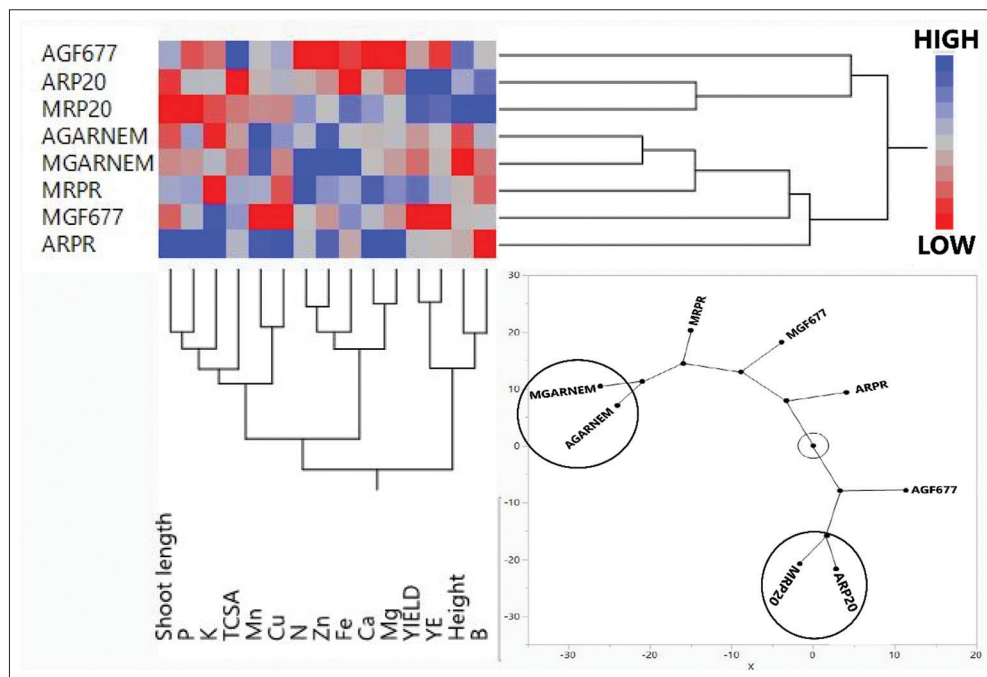 HIGH
AGF677
ARP20
MRP20
AGARNEM
MGARNEM
MRPR
MGF677
ARPR
LOW
Shoot length
P
K
TCSA
Mn
Cu
N
Zn
Fe
Ca
Mg
YIELD
YE
Height
B
30
20
10
0
-10
-20
-30
MRPR
MGF677
MGARNEM
AGARNEM
ARPR
AGF677
MRP20
ARP20
-30
-20
-10
0
10
20
X